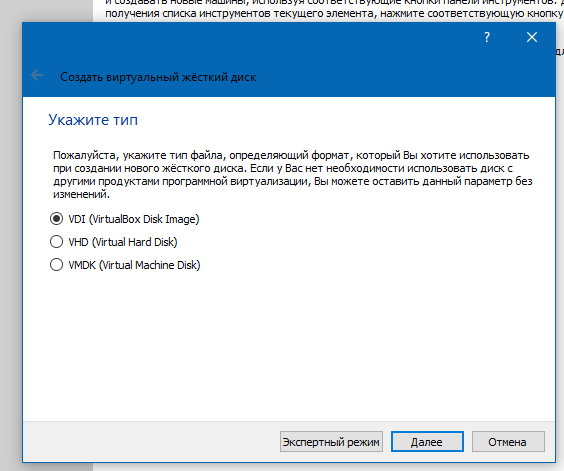 и создавать новые машины, используя соответствующие кнопки панели инструментов. Д
получения списка инструментов текущего элемента, нажмите соответствующую кнопку
?
дл
Создать виртуальный жёсткий диск
Укажите тип
Пожалуйста, укажите тип файла, определяющий формат, который Вы хотите использовать
при создании нового жёсткого диска. Если у Вас нет необходимости использовать диск с
другими продуктами программной виртуализации, Вы можете оставить данный параметр без
изменений.
VDI (VirtualBox Disk Image)
VHD (Virtual Hard Disk)
VMDK (Virtual Machine Disk)
Экспертный режим
Далее
Отмена